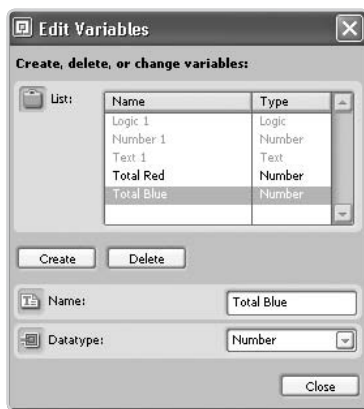 Edit Variables
Create, delete, or change variables:
List:
Name Type
Logic 1 Logic
Number 1 Number
Text 1 Text
Total Red Number
Total Blue Number
Create Delete
Name: Total Blue
Datatype: Number
Close